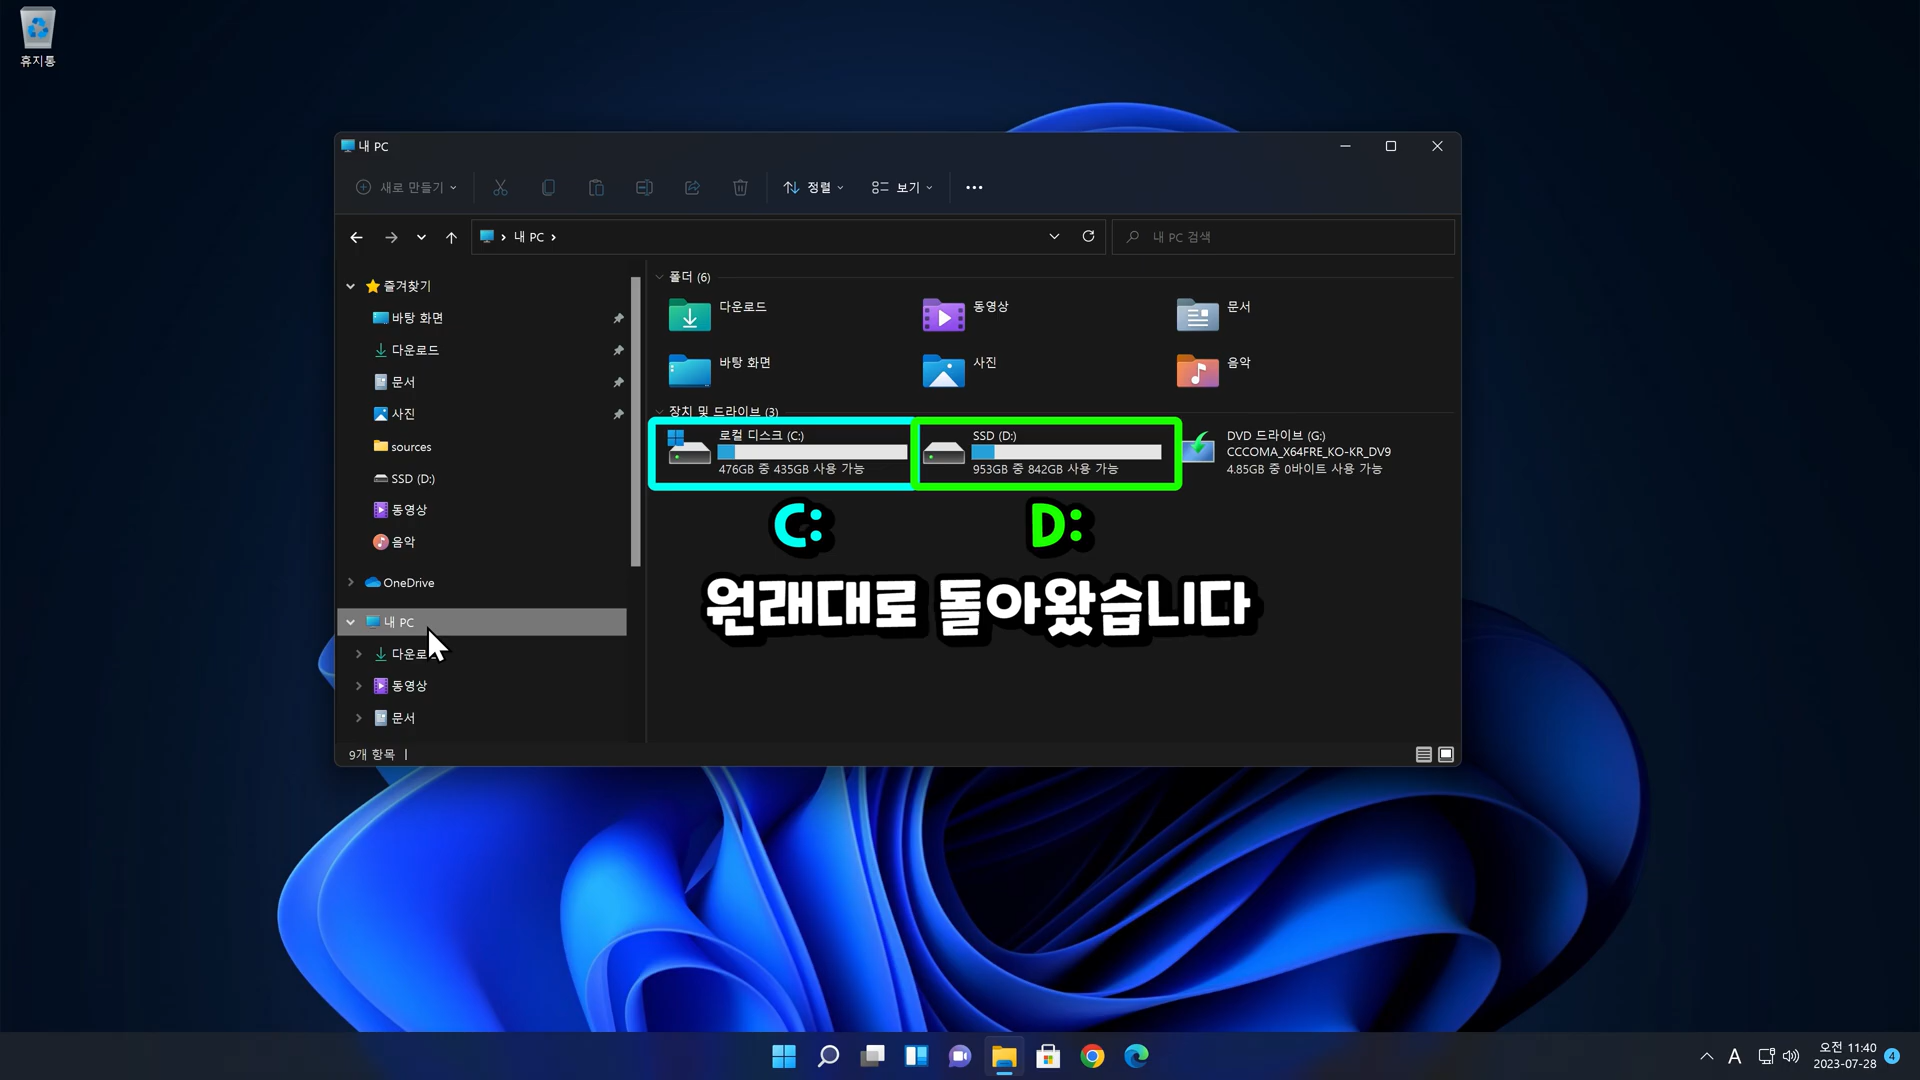 휴지통
내 PC
새로 만들기
정렬
보기
내 PC
내 PC 검색
즐겨찾기
바탕 화면
다운로드
문서
사진
sources
SSD (D:)
동영상
음악
OneDrive
내 PC
다운로
동영상
문서
폴더 (6)
다운로드
동영상
문서
바탕 화면
사진
음악
장치 및 드라이브 (3)
로컬 디스크 (C:)
476GB 중 435GB 사용 가능
SSD (D:)
953GB 중 842GB 사용 가능
DVD 드라이브 (G:)
CCCOMA_X64FRE_KO-KR_DV9
4.85GB 중 0바이트 사용 가능
C: D:
원래대로 돌아왔습니다
9개 항목
A
오전 11:40
2023-07-28
4